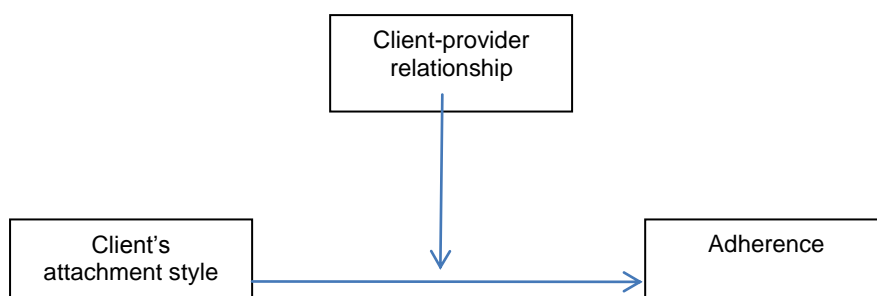 Client-provider
relationship
Client's
attachment style
Adherence